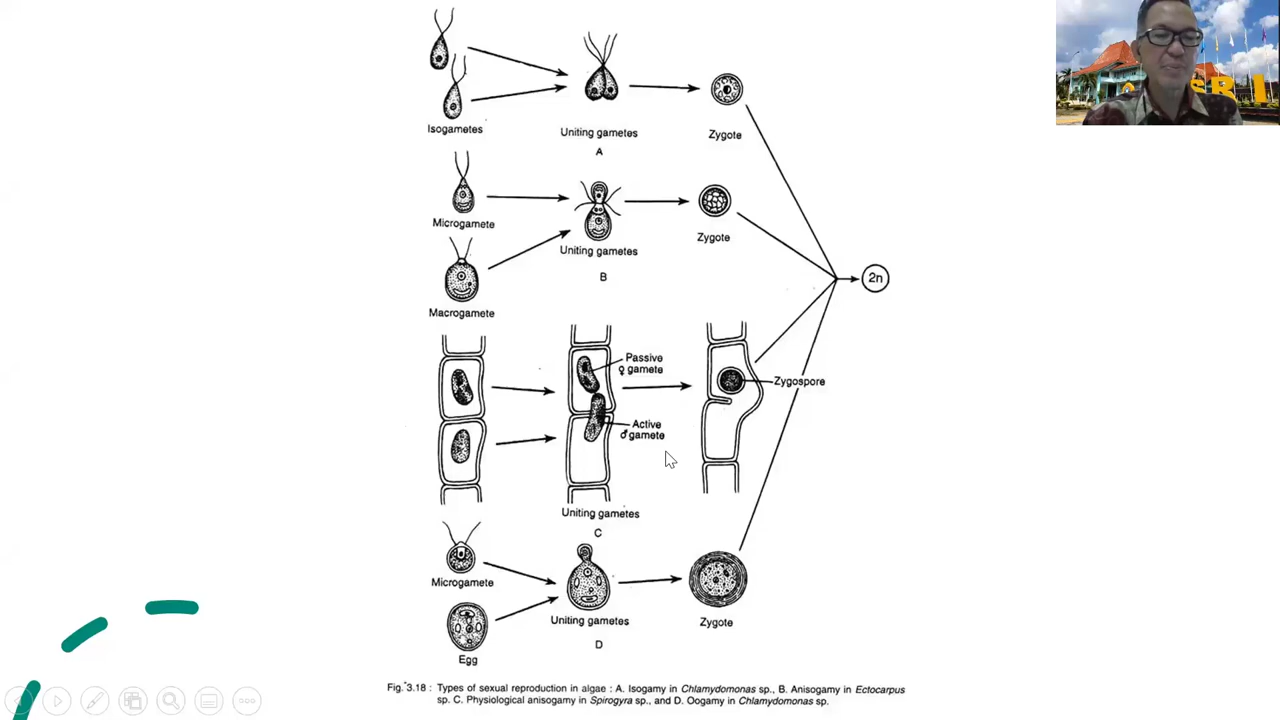 SRI
Isogametes
Uniting gametes
Zygote
A
Microgamete
Macrogamete
Uniting gametes
Zygote
B
2n
Passive
♀ gamete
Active
♂ gamete
Zygospore
Uniting gametes
C
Microgamete
Egg
Uniting gametes
Zygote
D
Fig. 3.18 : Types of sexual reproduction in algae : A. Isogamy in Chlamydomonas sp., B. Anisogamy in Ectocarpus
sp. C. Physiological anisogamy in Spirogyra sp., and D. Oogamy in Chlamydomonas sp.